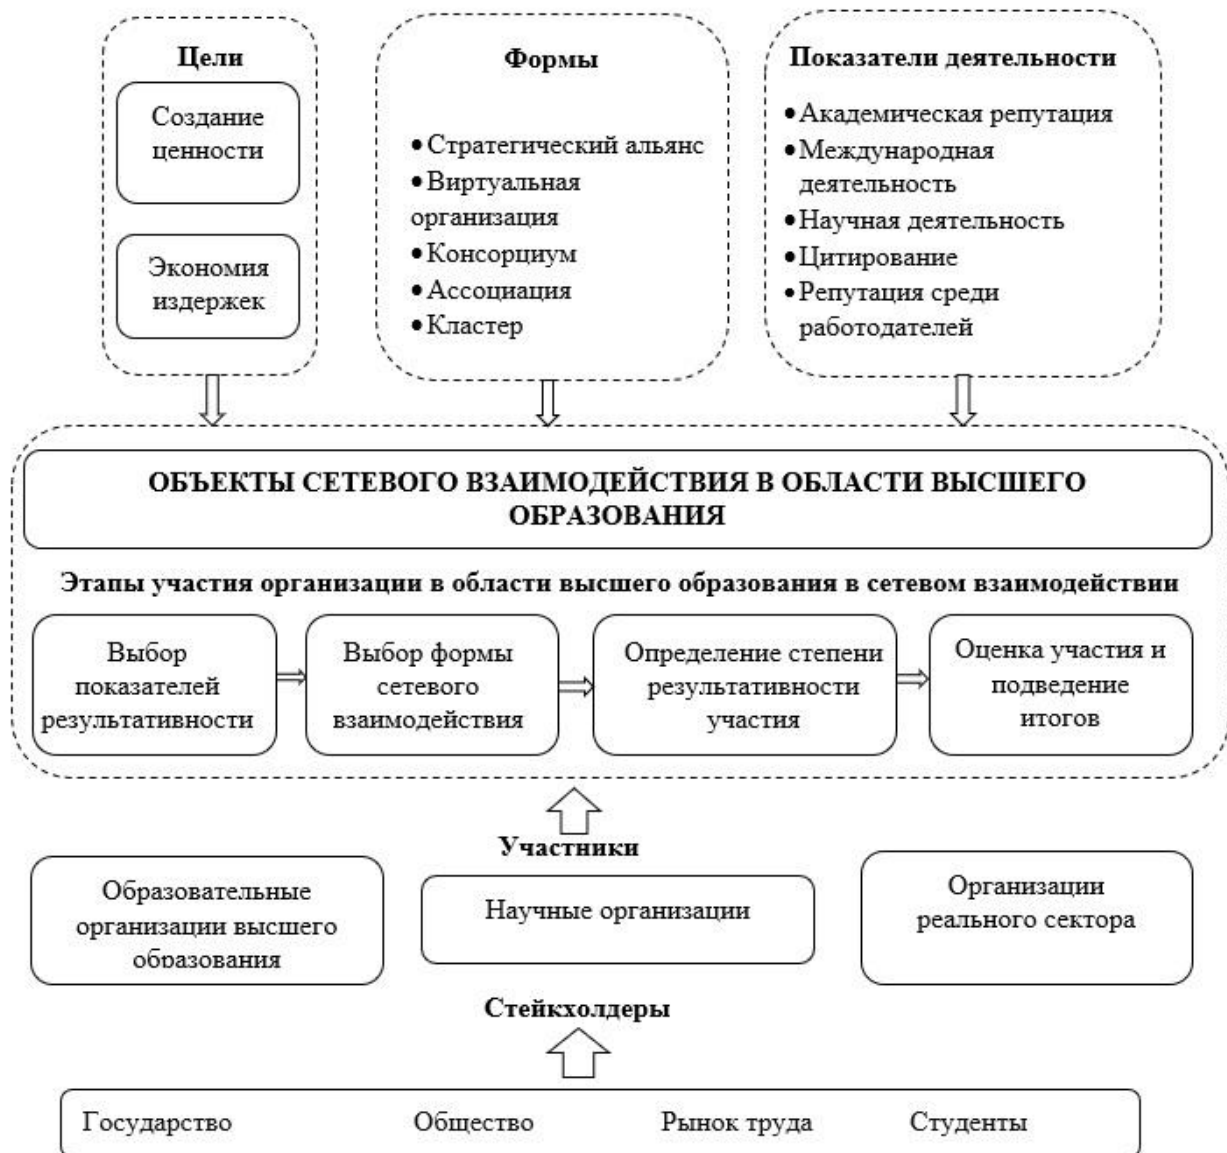 Цели
Создание
ценности
Экономия
издержек
Формы
•Стратегический альянс
•Виртуальная
организация
•Консорциум
•Ассоциация
•Кластер
Показатели деятельности
•Академическая репутация
•Международная
деятельность
•Научная деятельность
•Цитирование
•Репутация среди
работодателей
ОБЪЕКТЫ СЕТЕВОГО ВЗАИМОДЕЙСТВИЯ В ОБЛАСТИ ВЫСШЕГО
ОБРАЗОВАНИЯ
Этапы участия организации в области высшего образования в сетевом взаимодействии
Выбор
показателей
результативности
Выбор формы
сетевого
взаимодействия
Определение степени
результативности
участия
Оценка участия и
подведение
итогов
Участники
Образовательные
организации высшего
образования
Научные организации
Организации
реального сектора
Стейкхолдеры
Государство Общество Рынок труда Студенты